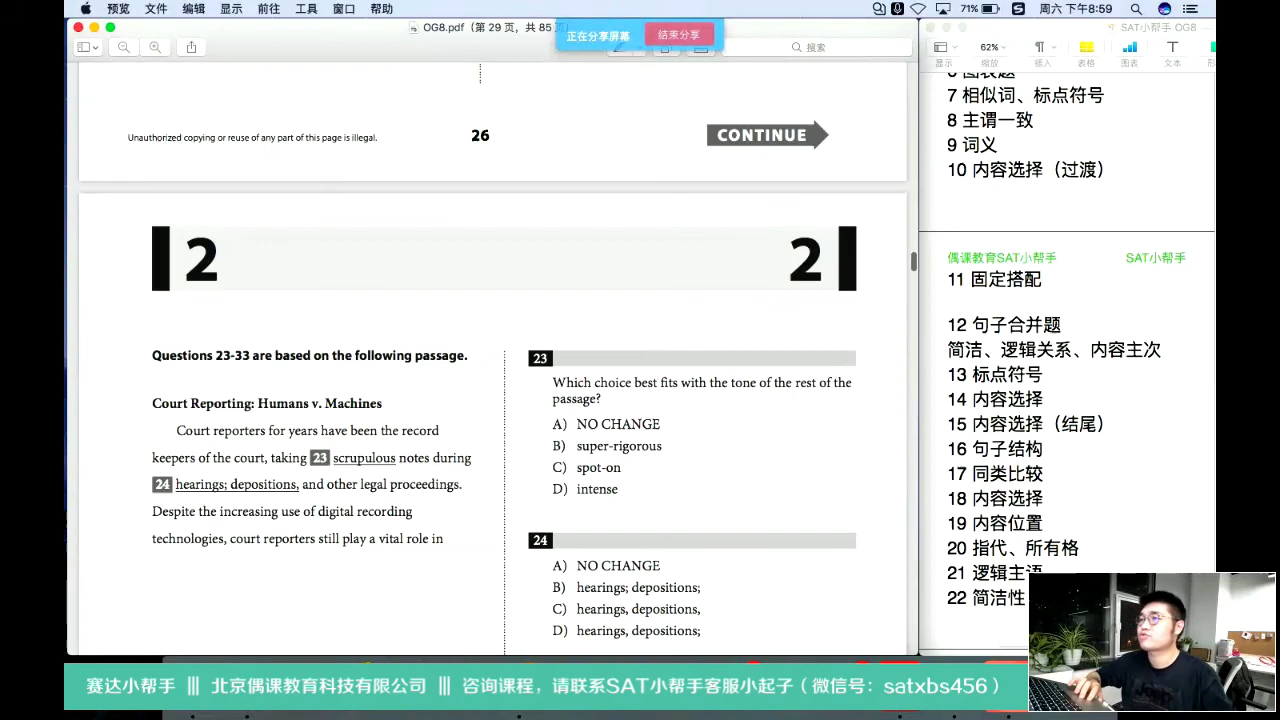 预览 文件 编辑 显示 前往 工具 窗口 帮助
71% 周六下午8:59
OG8.pdf（第 29 页，共 85 页）
正在分享屏幕 结束分享
搜索
SAT小帮手 OG8
62%
显示 缩放 插入 表格 图表 文本
Unauthorized copying or reuse of any part of this page is illegal.
26
CONTINUE
2 2
Questions 23-33 are based on the following passage.
Court Reporting: Humans v. Machines
Court reporters for years have been the record
keepers of the court, taking 23 scrupulous notes during
24 hearings; depositions, and other legal proceedings.
Despite the increasing use of digital recording
technologies, court reporters still play a vital role in
23
Which choice best fits with the tone of the rest of the
passage?
A) NO CHANGE
B) super-rigorous
C) spot-on
D) intense
24
A) NO CHANGE
B) hearings; depositions;
C) hearings, depositions,
D) hearings, depositions;
7 相似词、标点符号
8 主谓一致
9 词义
10 内容选择（过渡）
偶课教育SAT小帮手 SAT小帮手
11 固定搭配
12 句子合并题
简洁、逻辑关系、内容主次
13 标点符号
14 内容选择
15 内容选择（结尾）
16 句子结构
17 同类比较
18 内容选择
19 内容位置
20 指代、所有格
21 逻辑主语
22 简洁性
赛达小帮手 ||| 北京偶课教育科技有限公司 ||| 咨询课程，请联系SAT小帮手客服小起子（微信号：satxbs456）